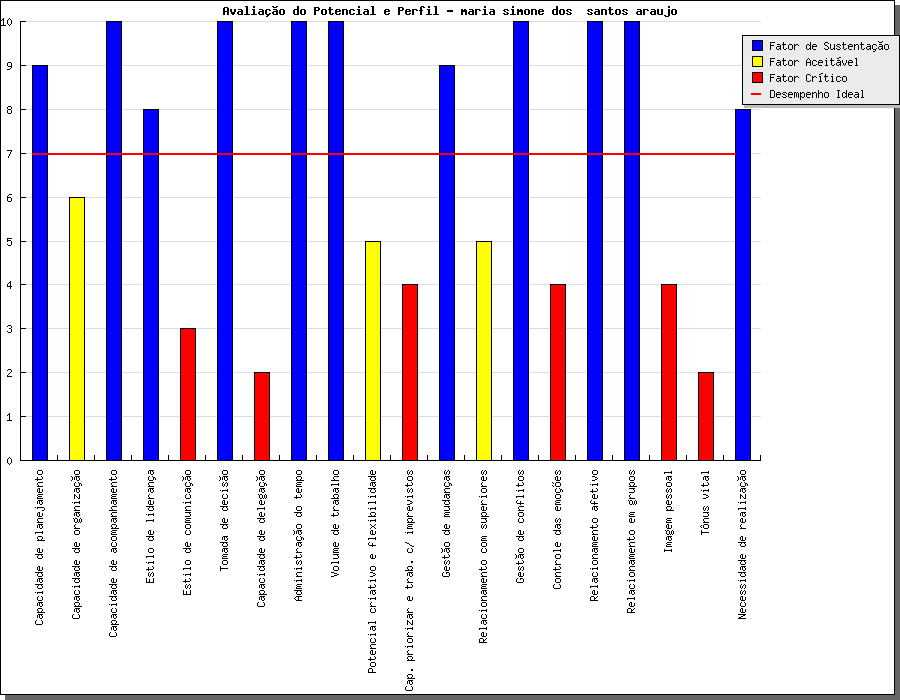 Avaliação do Potencial e Perfil - maria simone dos  santos araujo
10
9
8
7
6
5
4
3
2
1
0
Fator de Sustentação
Fator Aceitável
Fator Crítico
Desempenho Ideal
Capacidade de planejamento
Capacidade de organização
Capacidade de acompanhamento
Estilo de liderança
Estilo de comunicação
Tomada de decisão
Capacidade de delegação
Administração do tempo
Volume de trabalho
Potencial criativo e flexibilidade
Cap. priorizar e trab. c/ imprevistos
Gestão de mudanças
Relacionamento com superiores
Gestão de conflitos
Controle das emoções
Relacionamento afetivo
Relacionamento em grupos
Imagem pessoal
Tônus vital
Necessidade de realização